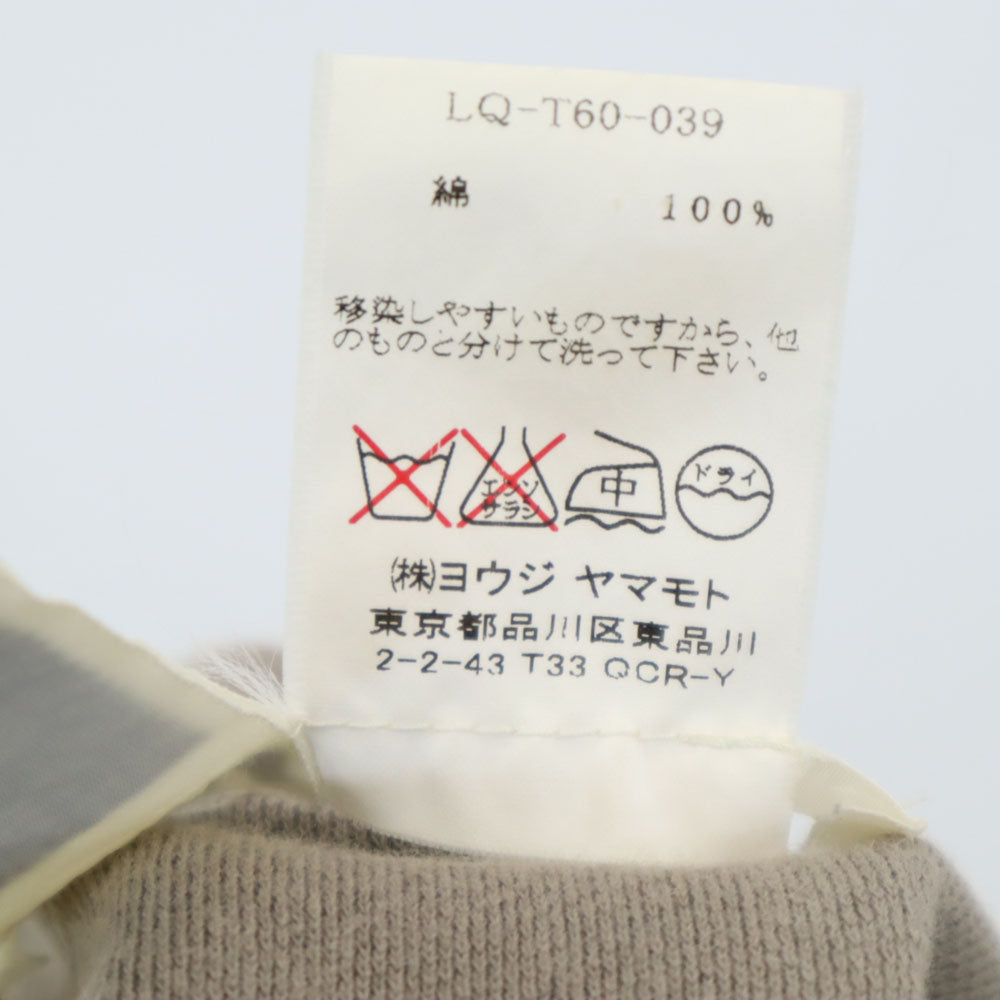 LQ-T60-039
綿 100%
移染しやすいものですから、他
のものと分けて洗って下さい。
エンソ
サラシ
中
ドライ
㈱ヨウジ ヤマモト
東京都品川区東品川
2-2-43 T33 QCR-Y